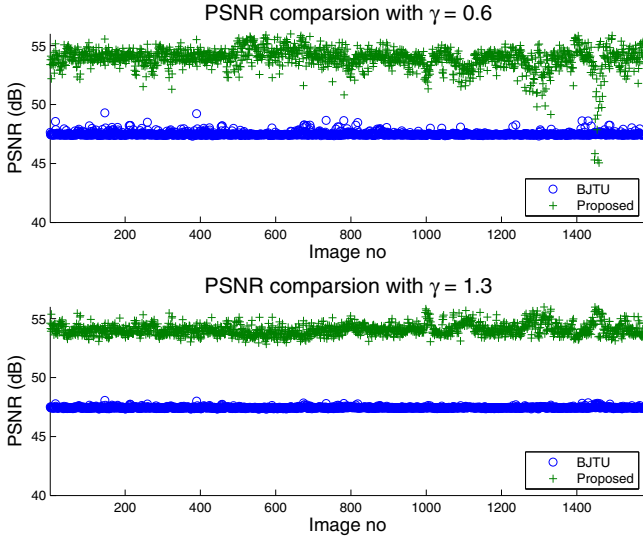 PSNR comparsion with γ = 0.6
55
50
45
40
PSNR (dB)
200 400 600 800 1000 1200 1400
Image no
BJTU
Proposed
PSNR comparsion with γ = 1.3
55
50
45
40
PSNR (dB)
200 400 600 800 1000 1200 1400
Image no
BJTU
Proposed